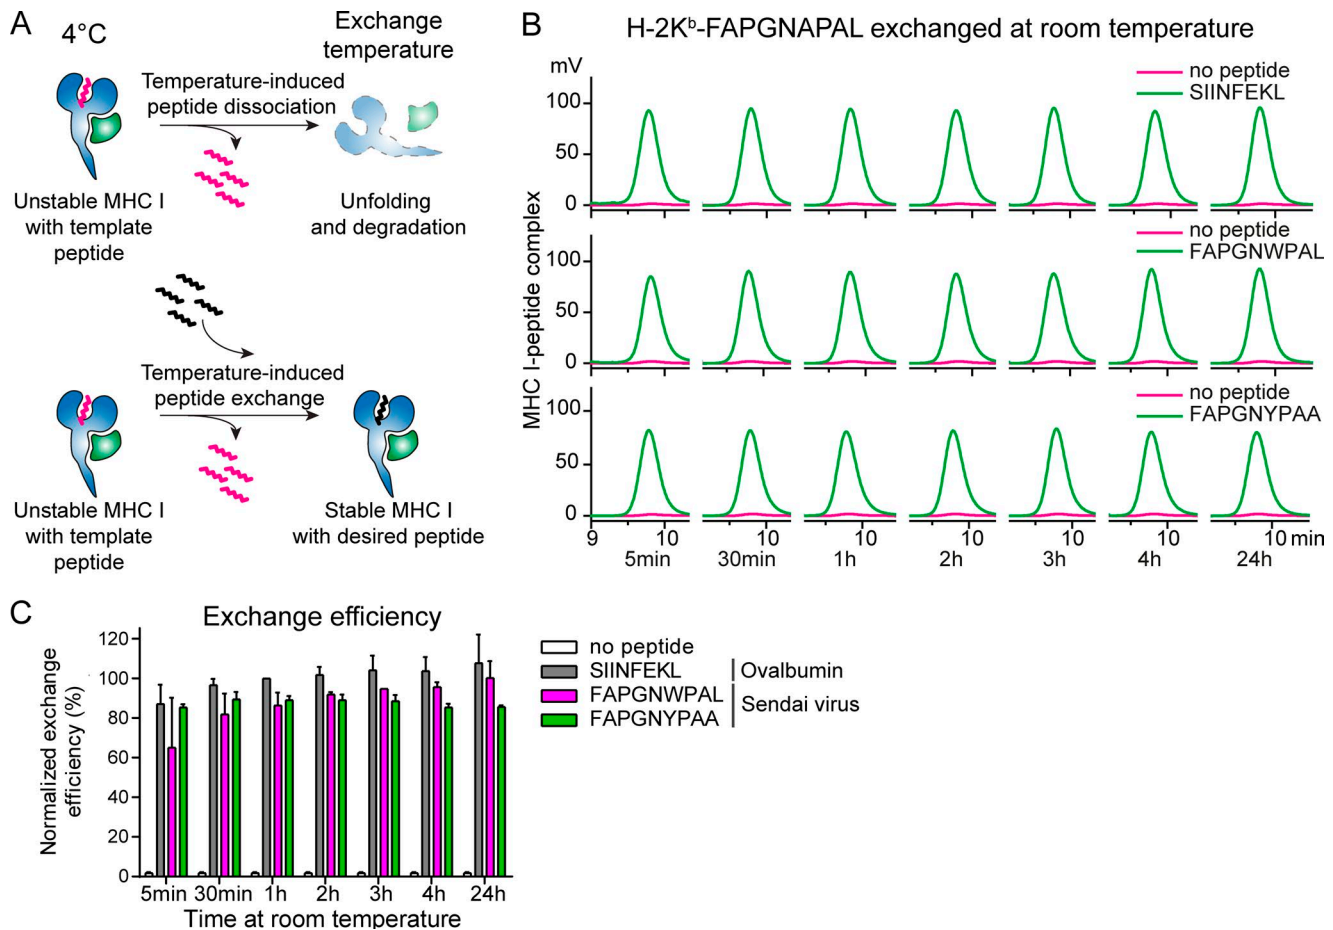 A
4°C
Exchange
temperature
Temperature-induced
peptide dissociation
Unstable MHC I
with template
peptide
Unfolding
and degradation
Temperature-induced
peptide exchange
Unstable MHC I
with template
peptide
Stable MHC I
with desired peptide
B
H-2Kᵇ-FAPGNAPAL exchanged at room temperature
mV
MHC I-peptide complex
100
50
0
no peptide
SIINFEKL
100
50
0
no peptide
FAPGNWPAL
100
50
0
no peptide
FAPGNYPAA
9 10 10 10 10 10 10 10 min
5min 30min 1h 2h 3h 4h 24h
C
Exchange efficiency
Normalized exchange
efficiency (%)
120
100
80
60
40
20
0
5min 30min 1h 2h 3h 4h 24h
Time at room temperature
no peptide
SIINFEKL
Ovalbumin
FAPGNWPAL
FAPGNYPAA
Sendai virus